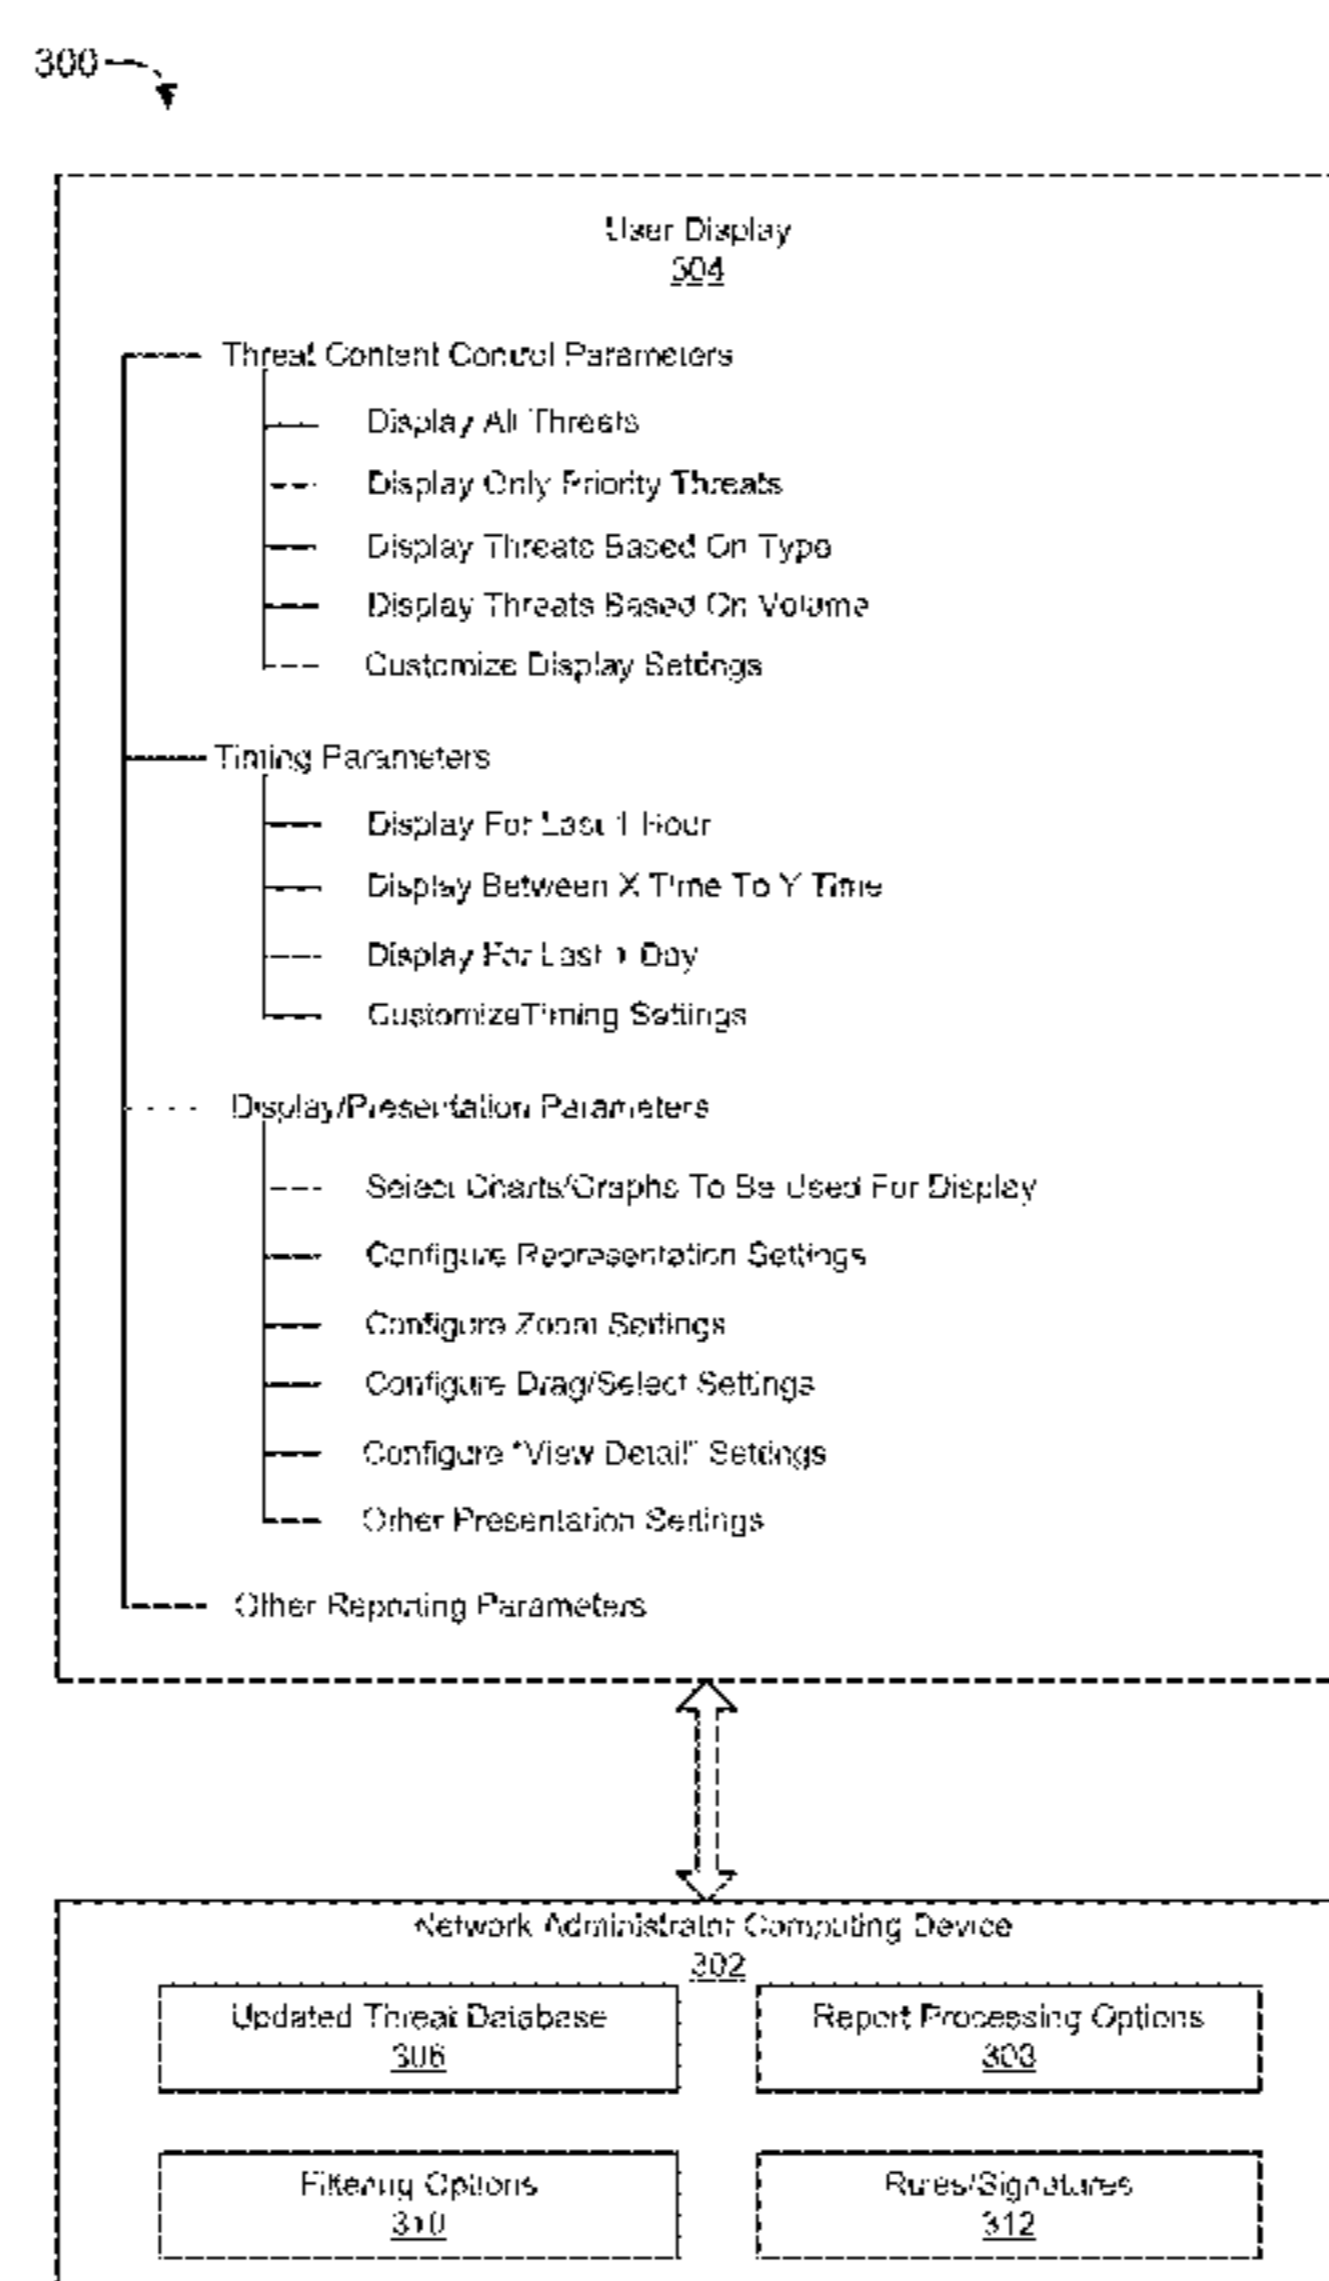 300
User Display
304
Threat Content Control Parameters
Display All Threats
Display Only Priority Threats
Display Threats Based On Type
Display Threats Based On Volume
Customize Display Settings
Timing Parameters
Display For Last 1 Hour
Display Between X Time To Y Time
Display For Last 1 Day
CustomizeTiming Settings
Display/Presentation Parameters
Select Charts/Graphs To Be Used For Display
Configure Representation Settings
Configure Zoom Settings
Configure Drag/Select Settings
Configure "View Detail" Settings
Other Presentation Settings
Other Reporting Parameters
Network Administrator Computing Device
302
Updated Threat Database
306
Report Processing Options
Filtering Options
310
Rules/Signatures
312